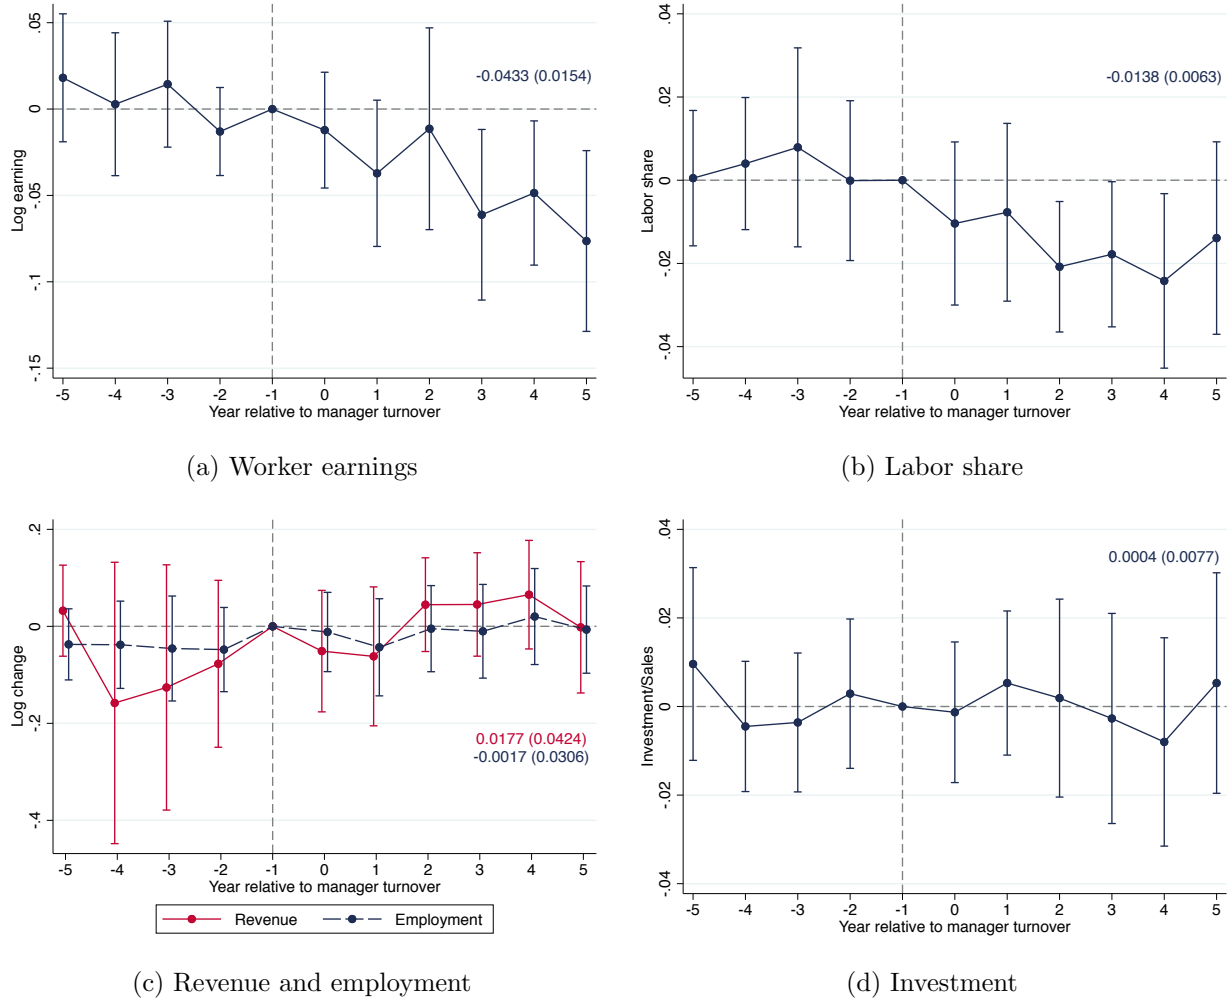 .05
0
.05
-.1
-.15
Log earning
-0.0433 (0.0154)
-5 -4 -3 -2 -1 0 1 2 3 4 5
Year relative to manager turnover
(a) Worker earnings
.04
.02
0
-.02
-.04
Labor share
-0.0138 (0.0063)
-5 -4 -3 -2 -1 0 1 2 3 4 5
Year relative to manager turnover
(b) Labor share
.2
0
.2
-.4
Log change
0.0177 (0.0424)
-0.0017 (0.0306)
-5 -4 -3 -2 -1 0 1 2 3 4 5
Year relative to manager turnover
Revenue Employment
(c) Revenue and employment
.04
.02
0
-.02
-.04
Investment/Sales
0.0004 (0.0077)
-5 -4 -3 -2 -1 0 1 2 3 4 5
Year relative to manager turnover
(d) Investment